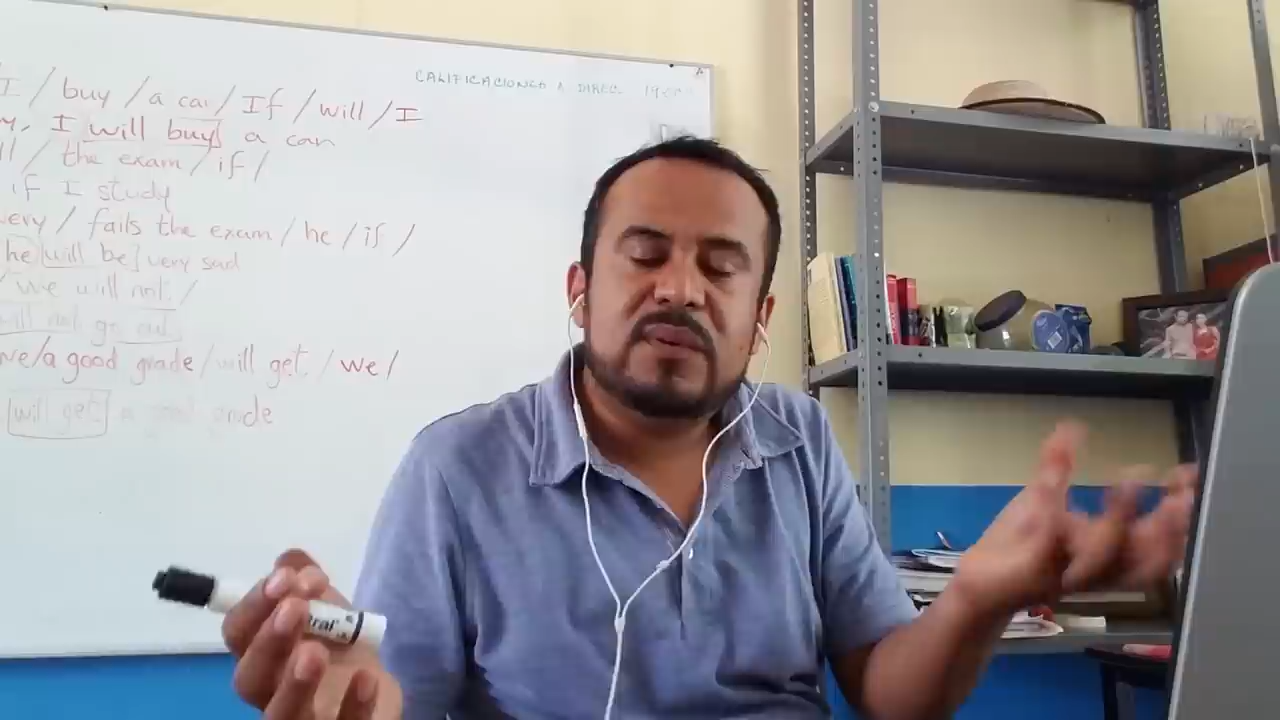 CALIFICACIONES A DIREC.
I / buy / a car / If / will / I
I will buy a car
/ the exam / if /
if I study
/ fails the exam / he / if /
he will be very sad
/ we will not /
will not go out
/a good grade / will get / we /
will get a good grade